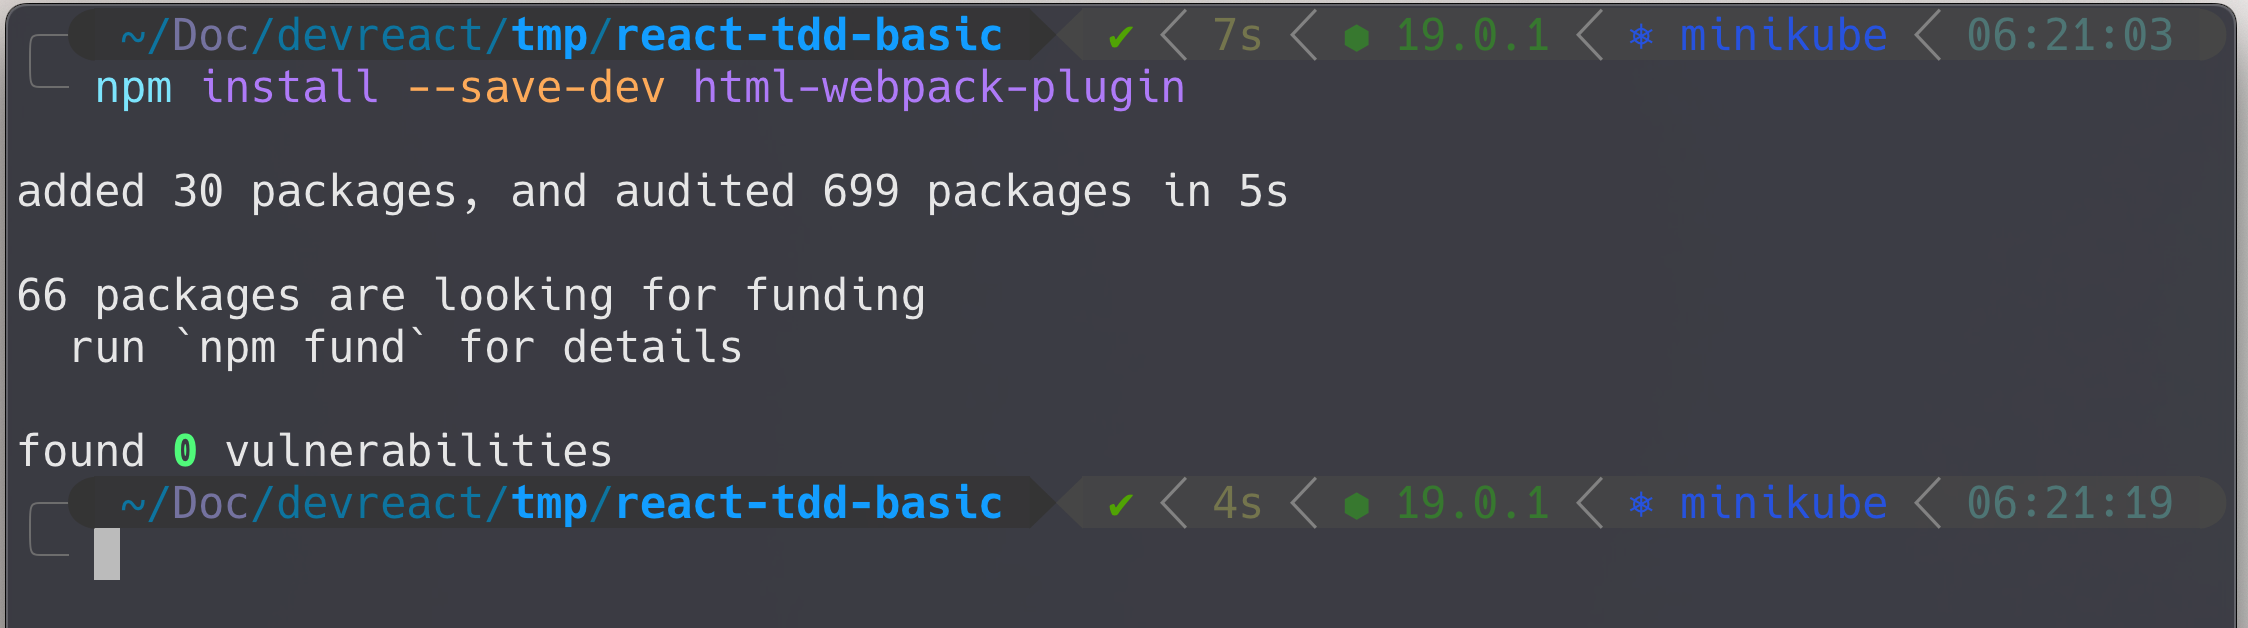 ~/Doc/devreact/tmp/react-tdd-basic ✔ 7s 19.0.1 minikube 06:21:03
npm install --save-dev html-webpack-plugin
added 30 packages, and audited 699 packages in 5s
66 packages are looking for funding
run `npm fund` for details
found 0 vulnerabilities
~/Doc/devreact/tmp/react-tdd-basic ✔ 4s 19.0.1 minikube 06:21:19